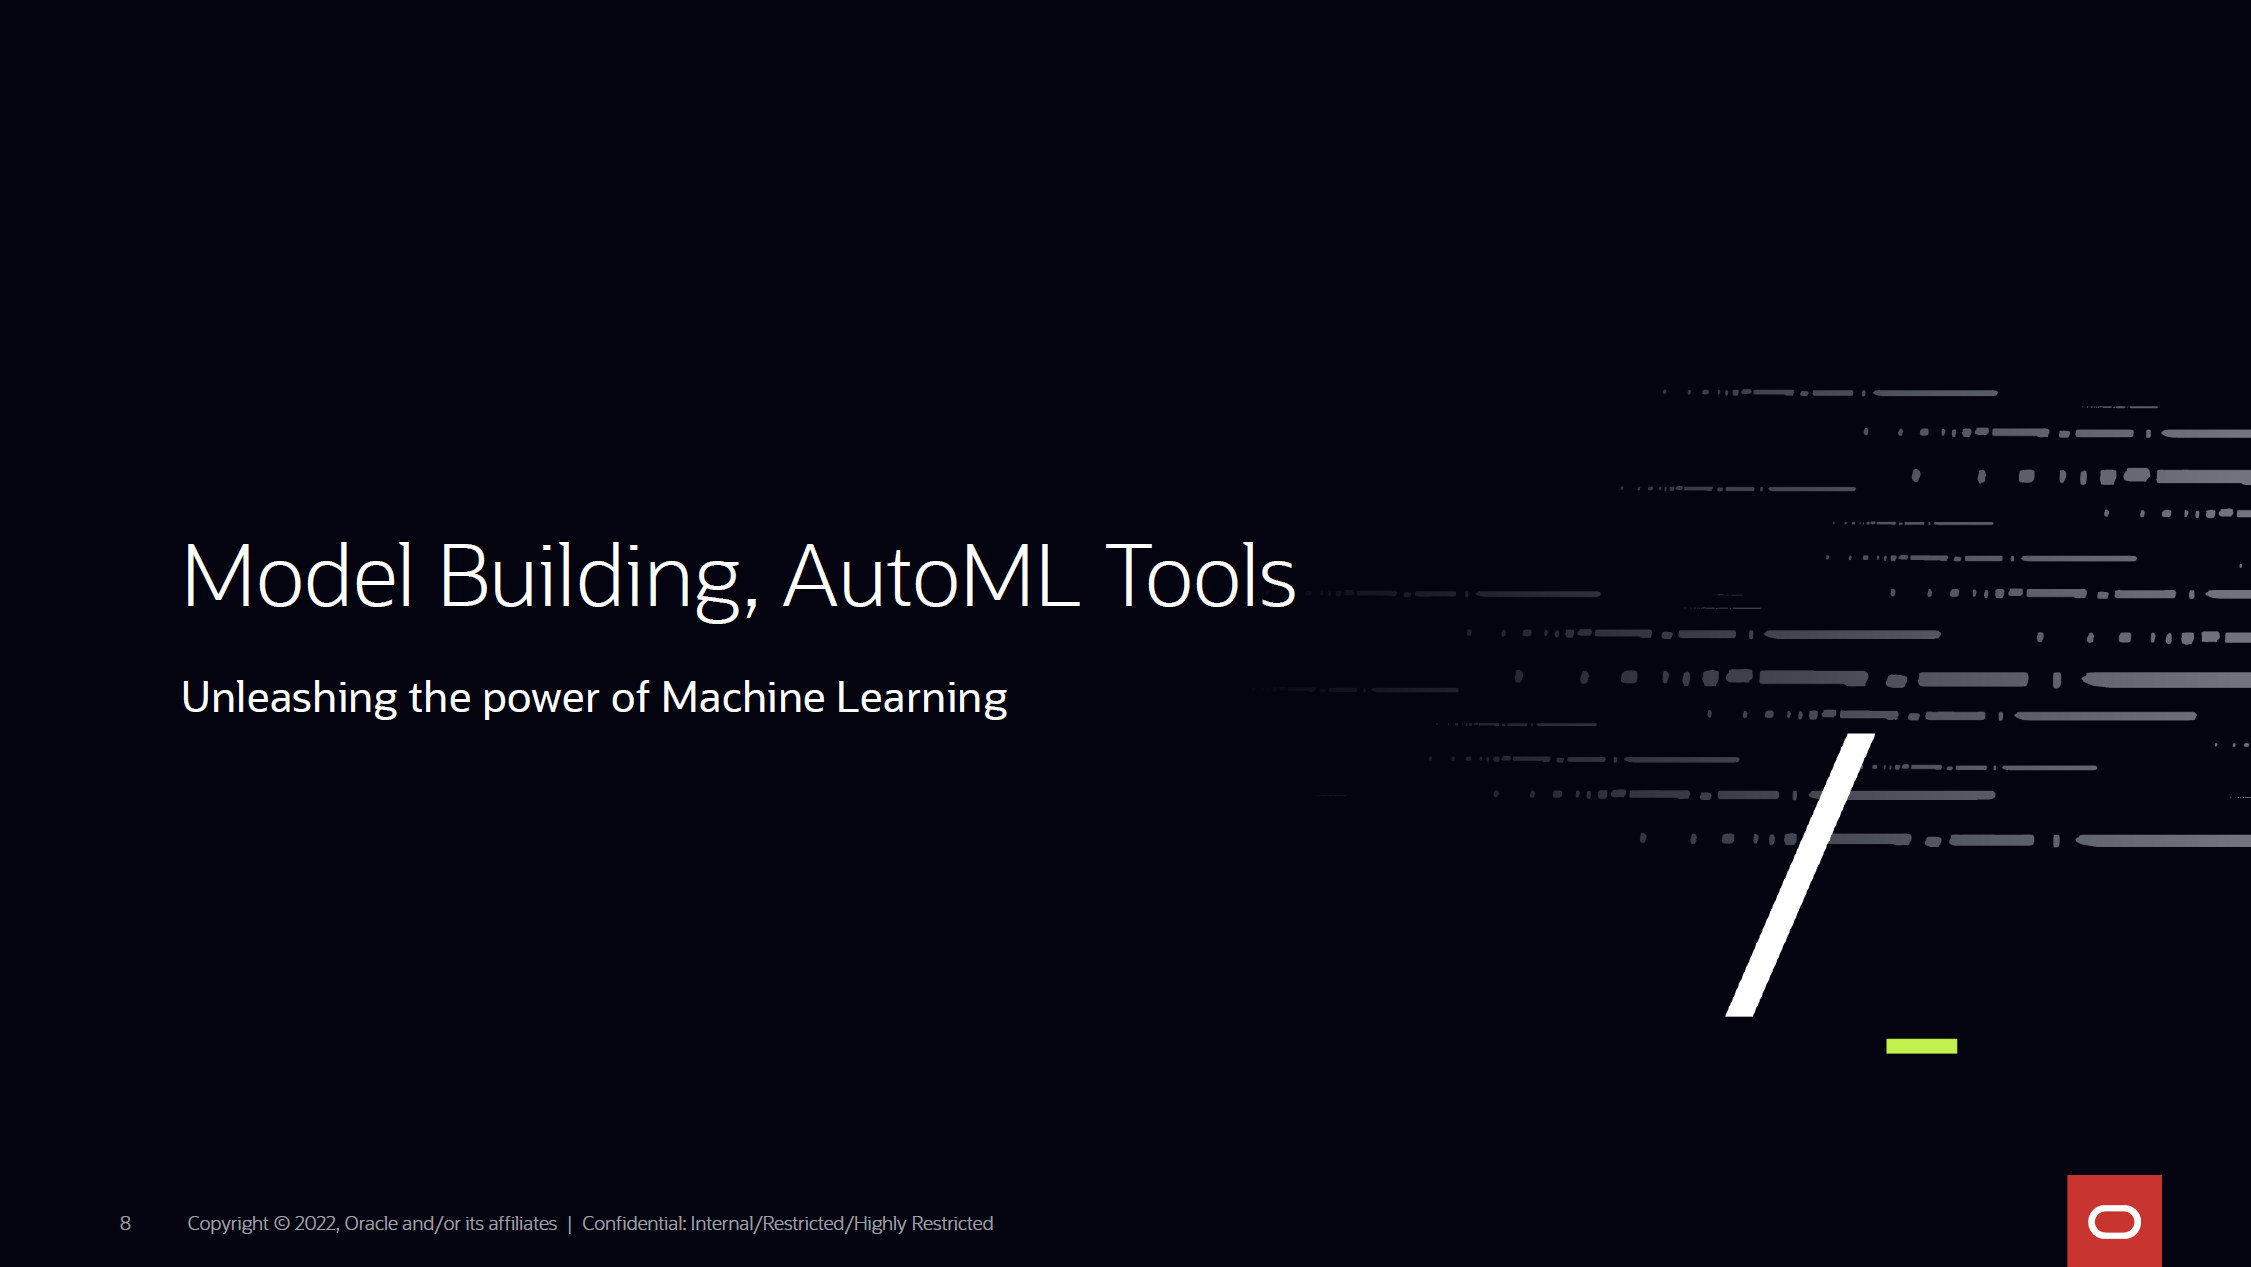 Model Building, AutoML Tools
Unleashing the power of Machine Learning
8 Copyright © 2022, Oracle and/or its affiliates | Confidential: Internal/Restricted/Highly Restricted